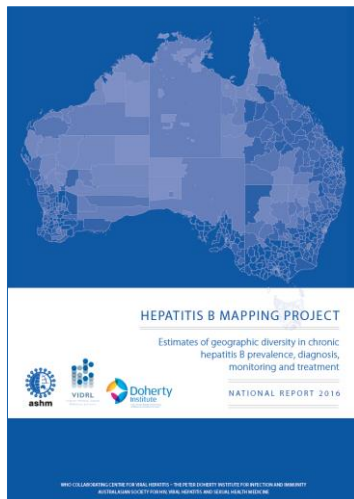 HEPATITIS B MAPPING PROJECT
Estimates of geographic diversity in chronic
hepatitis B prevalence, diagnosis,
monitoring and treatment
NATIONAL REPORT 2016
ashm
VIDRL
Doherty
Institute
WHO COLLABORATING CENTRE FOR VIRAL HEPATITIS – THE PETER DOHERTY INSTITUTE FOR INFECTION AND IMMUNITY
AUSTRALASIAN SOCIETY FOR HIV, VIRAL HEPATITIS AND SEXUAL HEALTH MEDICINE